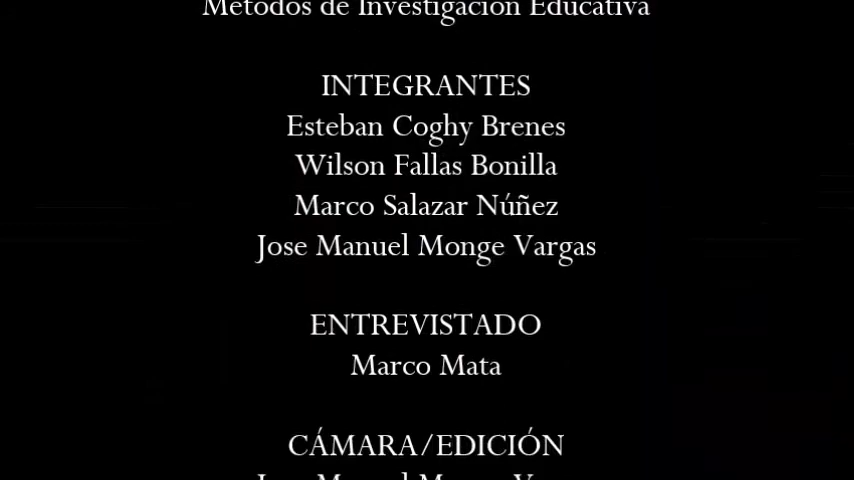 Métodos de Investigación Educativa
INTEGRANTES
Esteban Coghy Brenes
Wilson Fallas Bonilla
Marco Salazar Núñez
Jose Manuel Monge Vargas
ENTREVISTADO
Marco Mata
CÁMARA/EDICIÓN